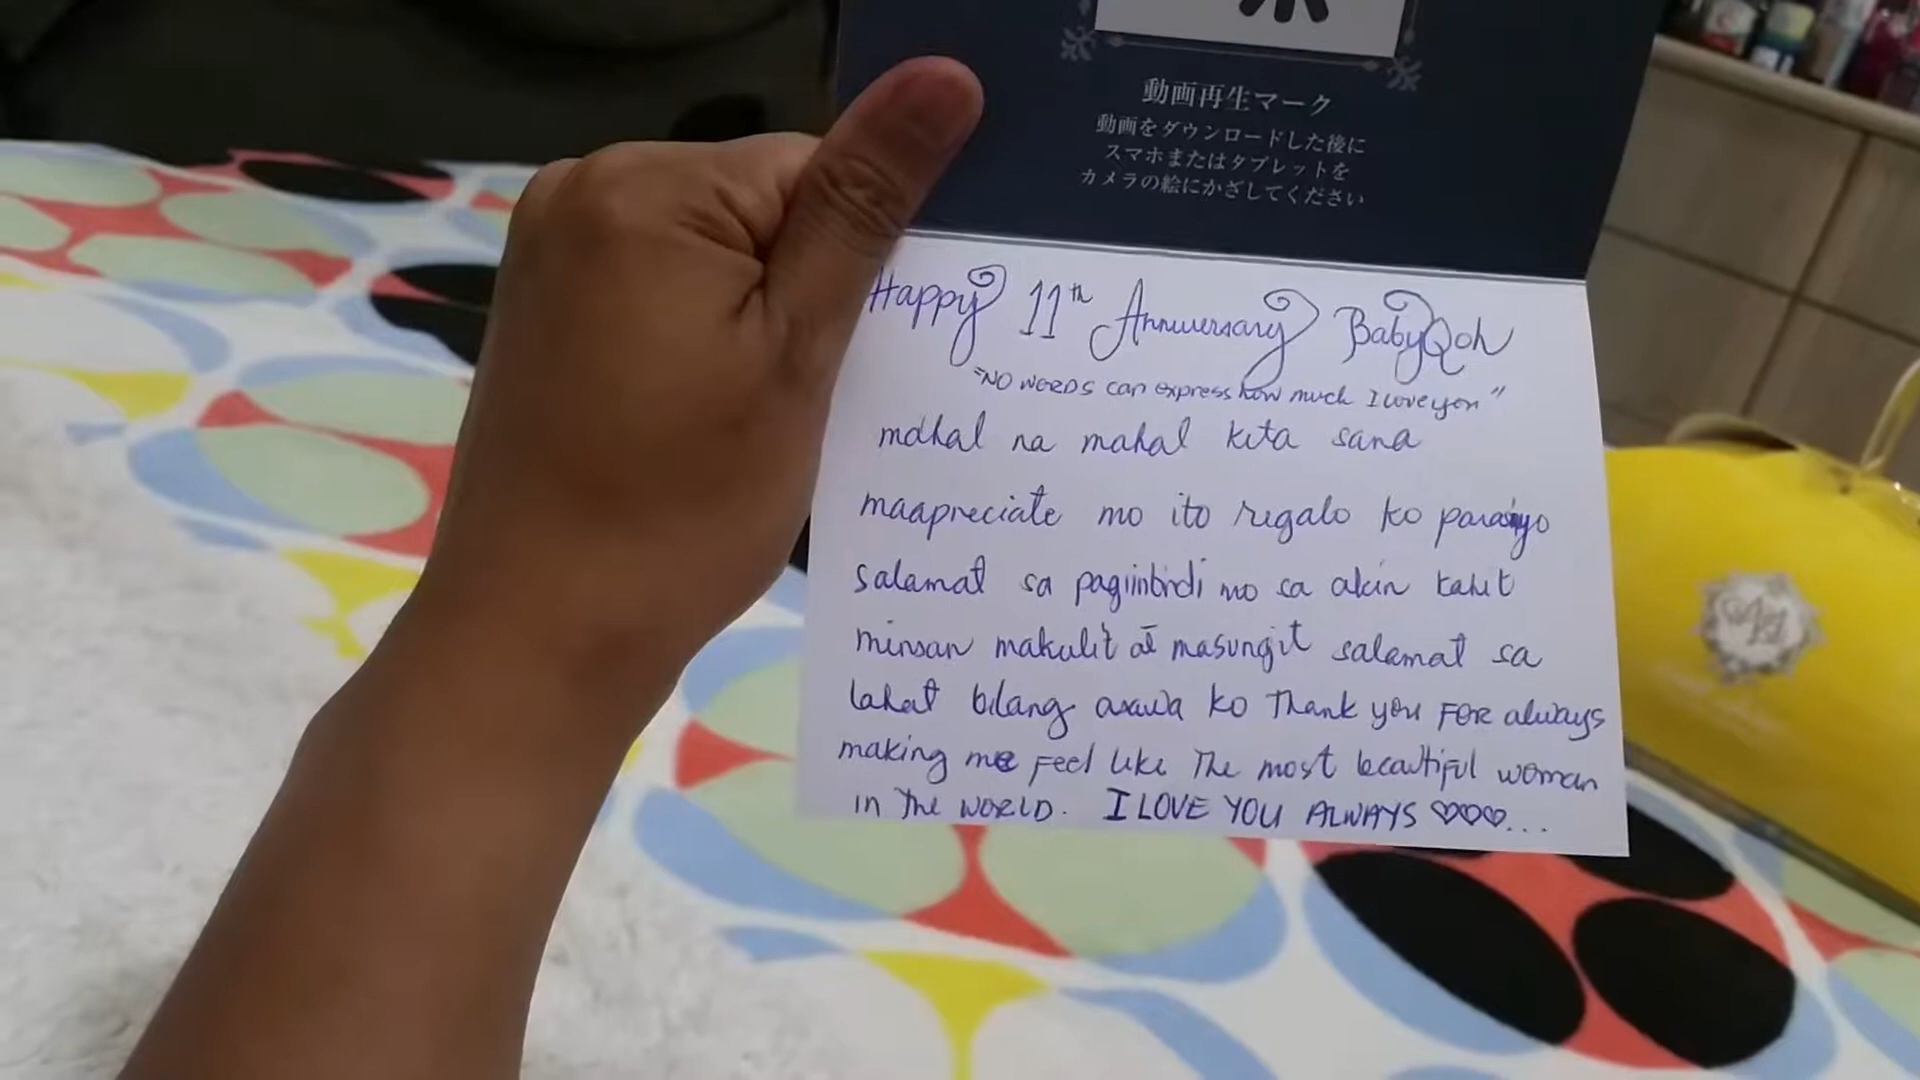 動画再生マーク
動画をダウンロードした後に
スマホまたはタブレットを
カメラの絵にかざしてください
Happy 11th Anniversary BabyQoh
"NO WORDS can express how much I love you"
mahal na mahal kita sana
maapreciate mo ito regalo ko parasayo
salamat sa pagiintindi mo sa akin kahit
minsan makulit at masungit salamat sa
lahat bilang asawa ko Thank you FOR always
making me Feel like The most beautiful woman
in The WORLD. I LOVE YOU ALWAYS ♡♡♡...